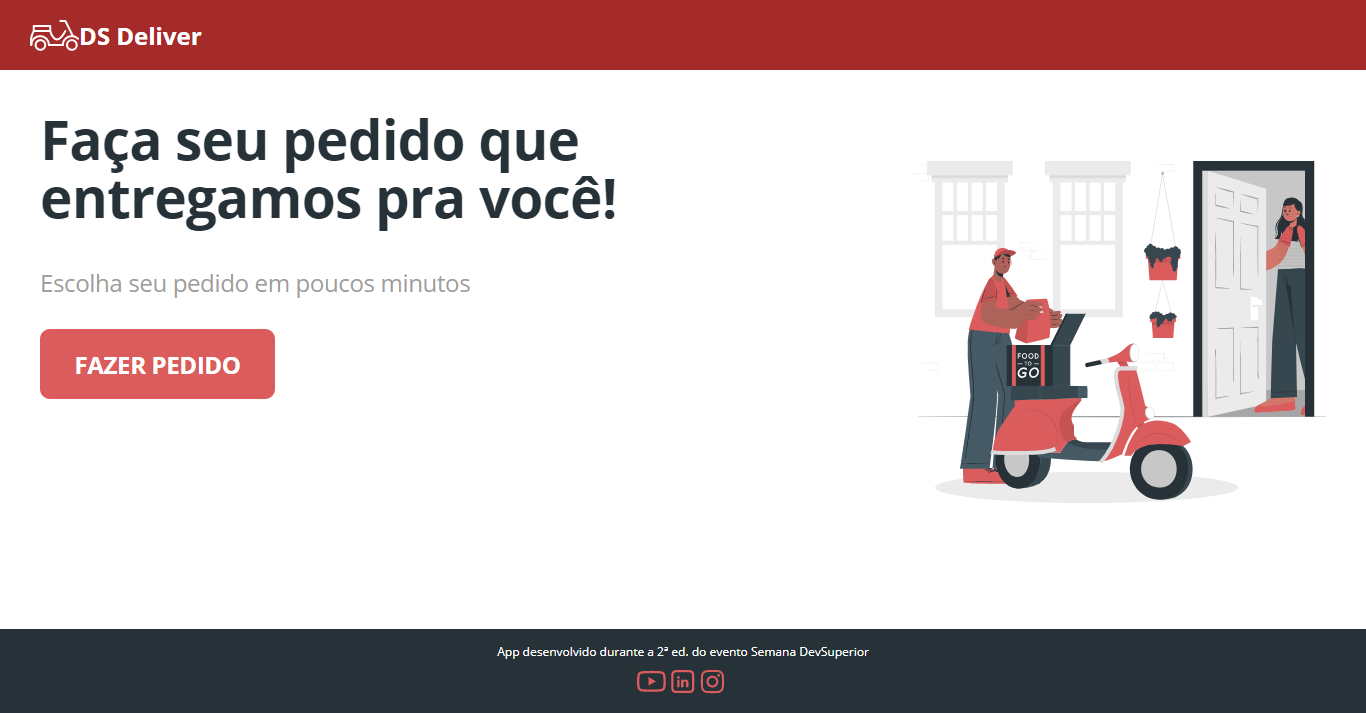 DS Deliver
Faça seu pedido que
entregamos pra você!
Escolha seu pedido em poucos minutos
FAZER PEDIDO
FOOD
TO
GO
App desenvolvido durante a 2ª ed. do evento Semana DevSuperior
in